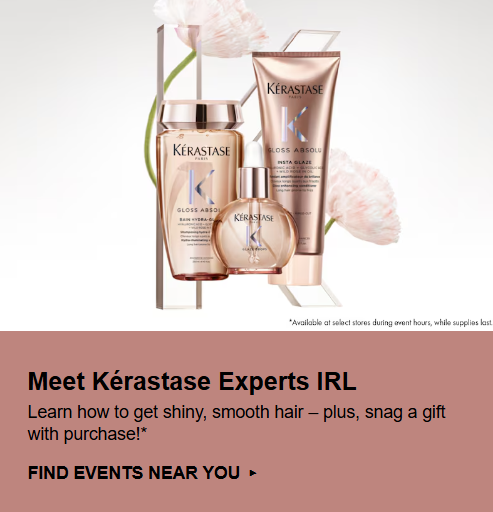 KÉRASTASE
PARIS
GLOSS ABSOLU
INSTA GLAZE
KÉRASTASE
PARIS
GLOSS ABSOLU
BAIN HYDRA-GLAZE
KÉRASTASE
*Available at select stores during event hours, while supplies last.
Meet Kérastase Experts IRL
Learn how to get shiny, smooth hair – plus, snag a gift
with purchase!*
FIND EVENTS NEAR YOU ▸